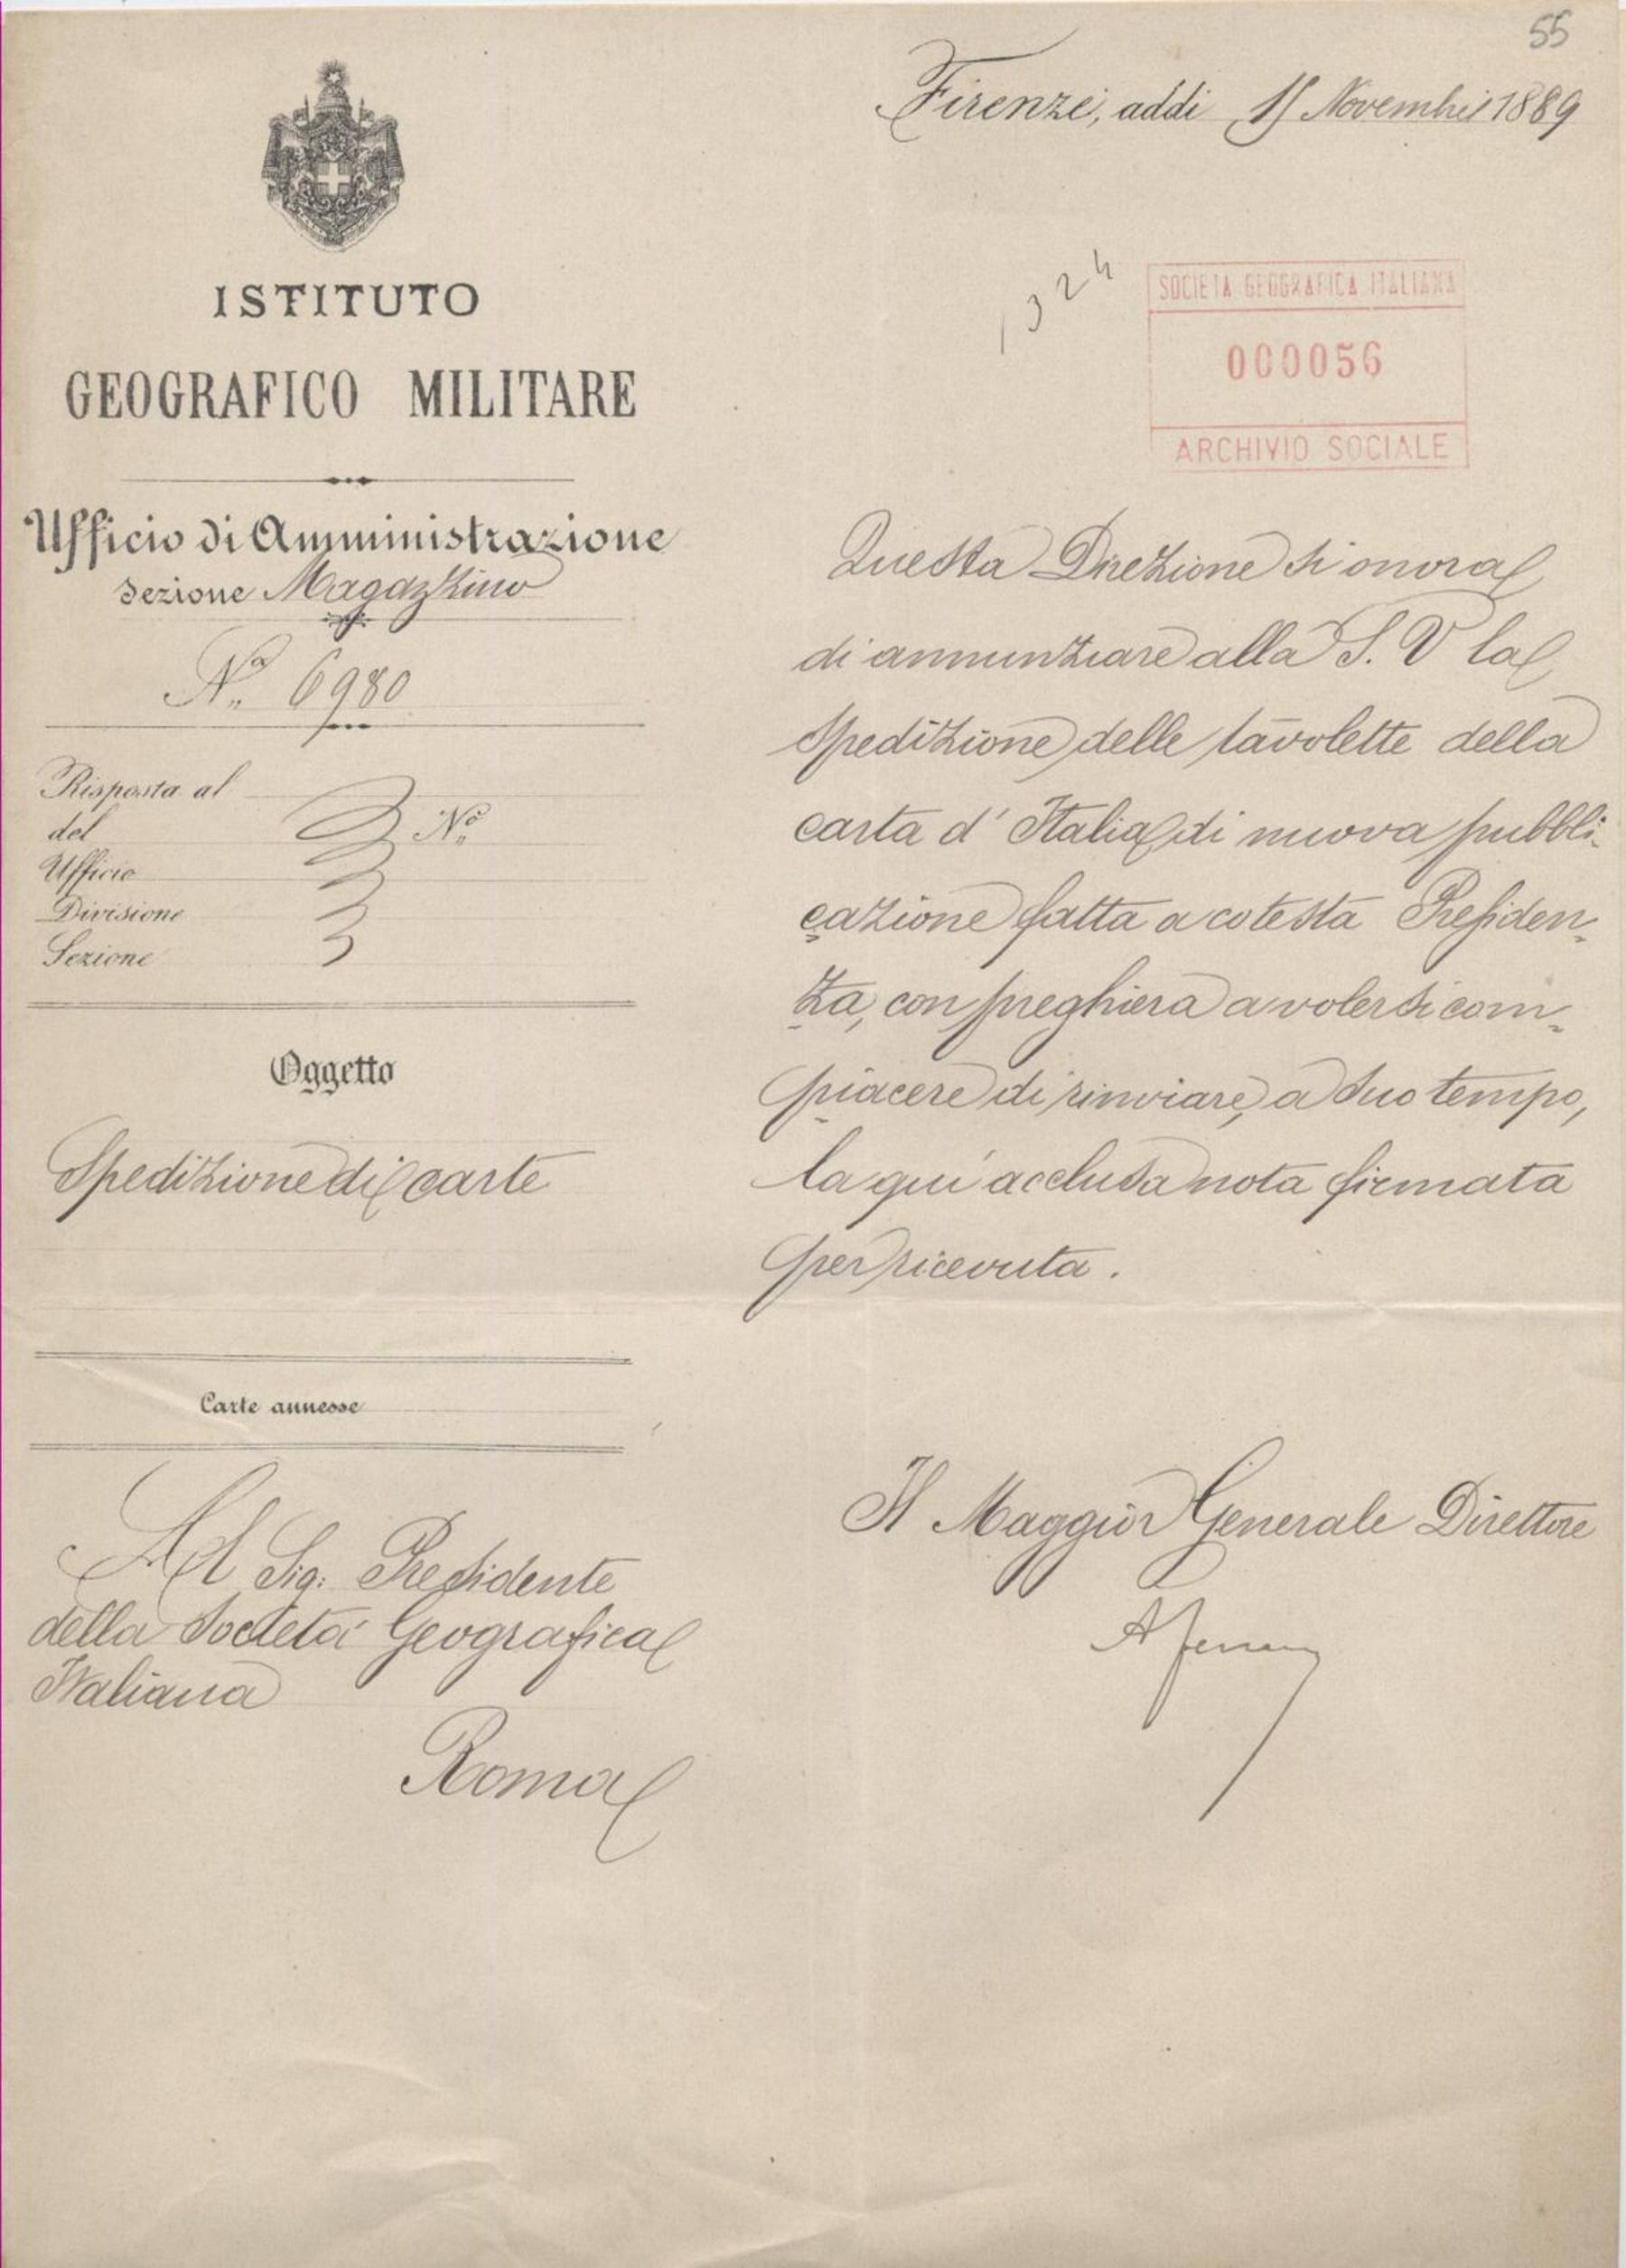 55
Firenze, addì Novembre 1889
1324
SOCIETÀ GEOGRAFICA ITALIANA
000056
ARCHIVIO SOCIALE
ISTITUTO
GEOGRAFICO MILITARE
Ufficio di Amministrazione
Sezione Magazzino
N.º 6980
Risposta al
del Nº
Ufficio
Divisione
Sezione
Oggetto
Spedizione di carte
Carte annesse
Al Sig. Presidente
della Società Geografica
Italiana
Roma
Questa Direzione si onora
di annunziare alla S. V la
spedizione delle tavolette della
carta d'Italia di nuova pubbli-
cazione fatta a cotesta Presiden-
za, con preghiera a volersi com-
piacere di rinviare, a suo tempo,
la qui acclusa nota firmata
per ricevuta.
Il Maggior Generale Direttore